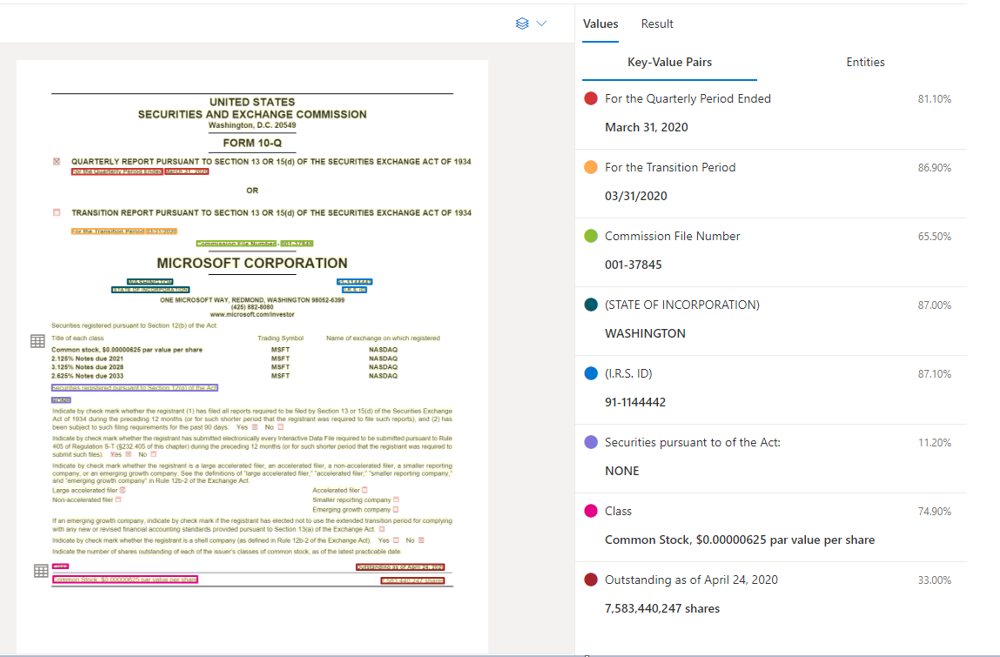 Values Result
Key-Value Pairs Entities
For the Quarterly Period Ended 81.10%
March 31, 2020
For the Transition Period 86.90%
03/31/2020
Commission File Number 65.50%
001-37845
(STATE OF INCORPORATION) 87.00%
WASHINGTON
(I.R.S. ID) 87.10%
91-1144442
Securities pursuant to of the Act: 11.20%
NONE
Class 74.90%
Common Stock, $0.00000625 par value per share
Outstanding as of April 24, 2020 33.00%
7,583,440,247 shares
UNITED STATES
SECURITIES AND EXCHANGE COMMISSION
Washington, D.C. 20549
FORM 10-Q
QUARTERLY REPORT PURSUANT TO SECTION 13 OR 15(d) OF THE SECURITIES EXCHANGE ACT OF 1934
For the Quarterly Period Ended March 31, 2020
OR
TRANSITION REPORT PURSUANT TO SECTION 13 OR 15(d) OF THE SECURITIES EXCHANGE ACT OF 1934
For the Transition Period 03/31/2020
Commission File Number - 001-37845
MICROSOFT CORPORATION
WASHINGTON 91-1144442
(STATE OF INCORPORATION) (I.R.S. ID)
ONE MICROSOFT WAY, REDMOND, WASHINGTON 98052-6399
(425) 882-8080
www.microsoft.com/investor
Securities registered pursuant to Section 12(b) of the Act:
Title of each class Trading Symbol Name of exchange on which registered
Common stock, $0.00000625 par value per share MSFT NASDAQ
2.125% Notes due 2021 MSFT NASDAQ
3.125% Notes due 2028 MSFT NASDAQ
2.625% Notes due 2033 MSFT NASDAQ
Securities registered pursuant to Section 12(g) of the Act:
NONE
Indicate by check mark whether the registrant (1) has filed all reports required to be filed by Section 13 or 15(d) of the Securities Exchange
Act of 1934 during the preceding 12 months (or for such shorter period that the registrant was required to file such reports), and (2) has
been subject to such filing requirements for the past 90 days. Yes ☒ No ☐
Indicate by check mark whether the registrant has submitted electronically every Interactive Data File required to be submitted pursuant to Rule
405 of Regulation S-T (§232.405 of this chapter) during the preceding 12 months (or for such shorter period that the registrant was required to
submit such files). Yes ☒ No ☐
Indicate by check mark whether the registrant is a large accelerated filer, an accelerated filer, a non-accelerated filer, a smaller reporting
company, or an emerging growth company. See the definitions of "large accelerated filer," "accelerated filer," "smaller reporting company,"
and "emerging growth company" in Rule 12b-2 of the Exchange Act.
Large accelerated filer ☒ Accelerated filer ☐
Non-accelerated filer ☐ Smaller reporting company ☐
Emerging growth company ☐
If an emerging growth company, indicate by check mark if the registrant has elected not to use the extended transition period for complying
with any new or revised financial accounting standards provided pursuant to Section 13(a) of the Exchange Act. ☐
Indicate by check mark whether the registrant is a shell company (as defined in Rule 12b-2 of the Exchange Act). Yes ☐ No ☒
Indicate the number of shares outstanding of each of the issuer's classes of common stock, as of the latest practicable date.
Class Outstanding as of April 24, 2020
Common Stock, $0.00000625 par value per share 7,583,440,247 shares